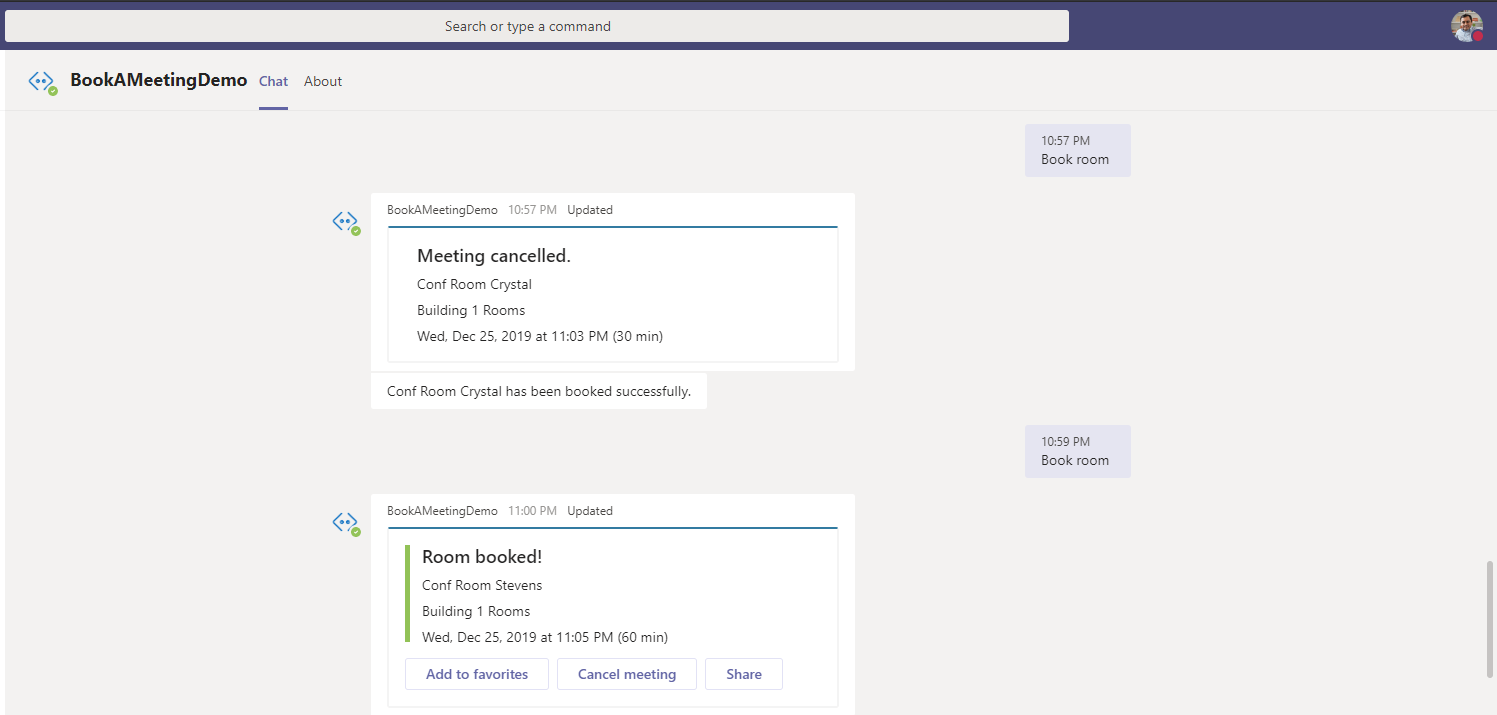 Search or type a command
BookAMeetingDemo Chat About
10:57 PM
Book room
BookAMeetingDemo 10:57 PM Updated
Meeting cancelled.
Conf Room Crystal
Building 1 Rooms
Wed, Dec 25, 2019 at 11:03 PM (30 min)
Conf Room Crystal has been booked successfully.
10:59 PM
Book room
BookAMeetingDemo 11:00 PM Updated
Room booked!
Conf Room Stevens
Building 1 Rooms
Wed, Dec 25, 2019 at 11:05 PM (60 min)
Add to favorites Cancel meeting Share